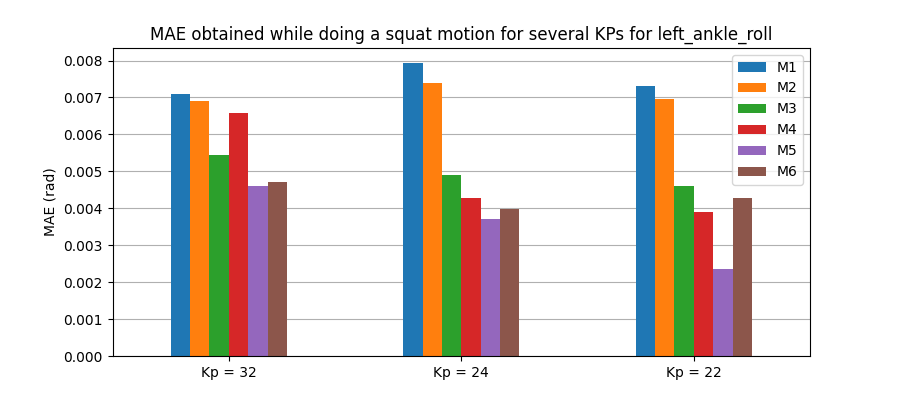 MAE obtained while doing a squat motion for several KPs for left_ankle_roll
MAE (rad)
0.008
0.007
0.006
0.005
0.004
0.003
0.002
0.001
0.000
M1
M2
M3
M4
M5
M6
Kp = 32
Kp = 24
Kp = 22